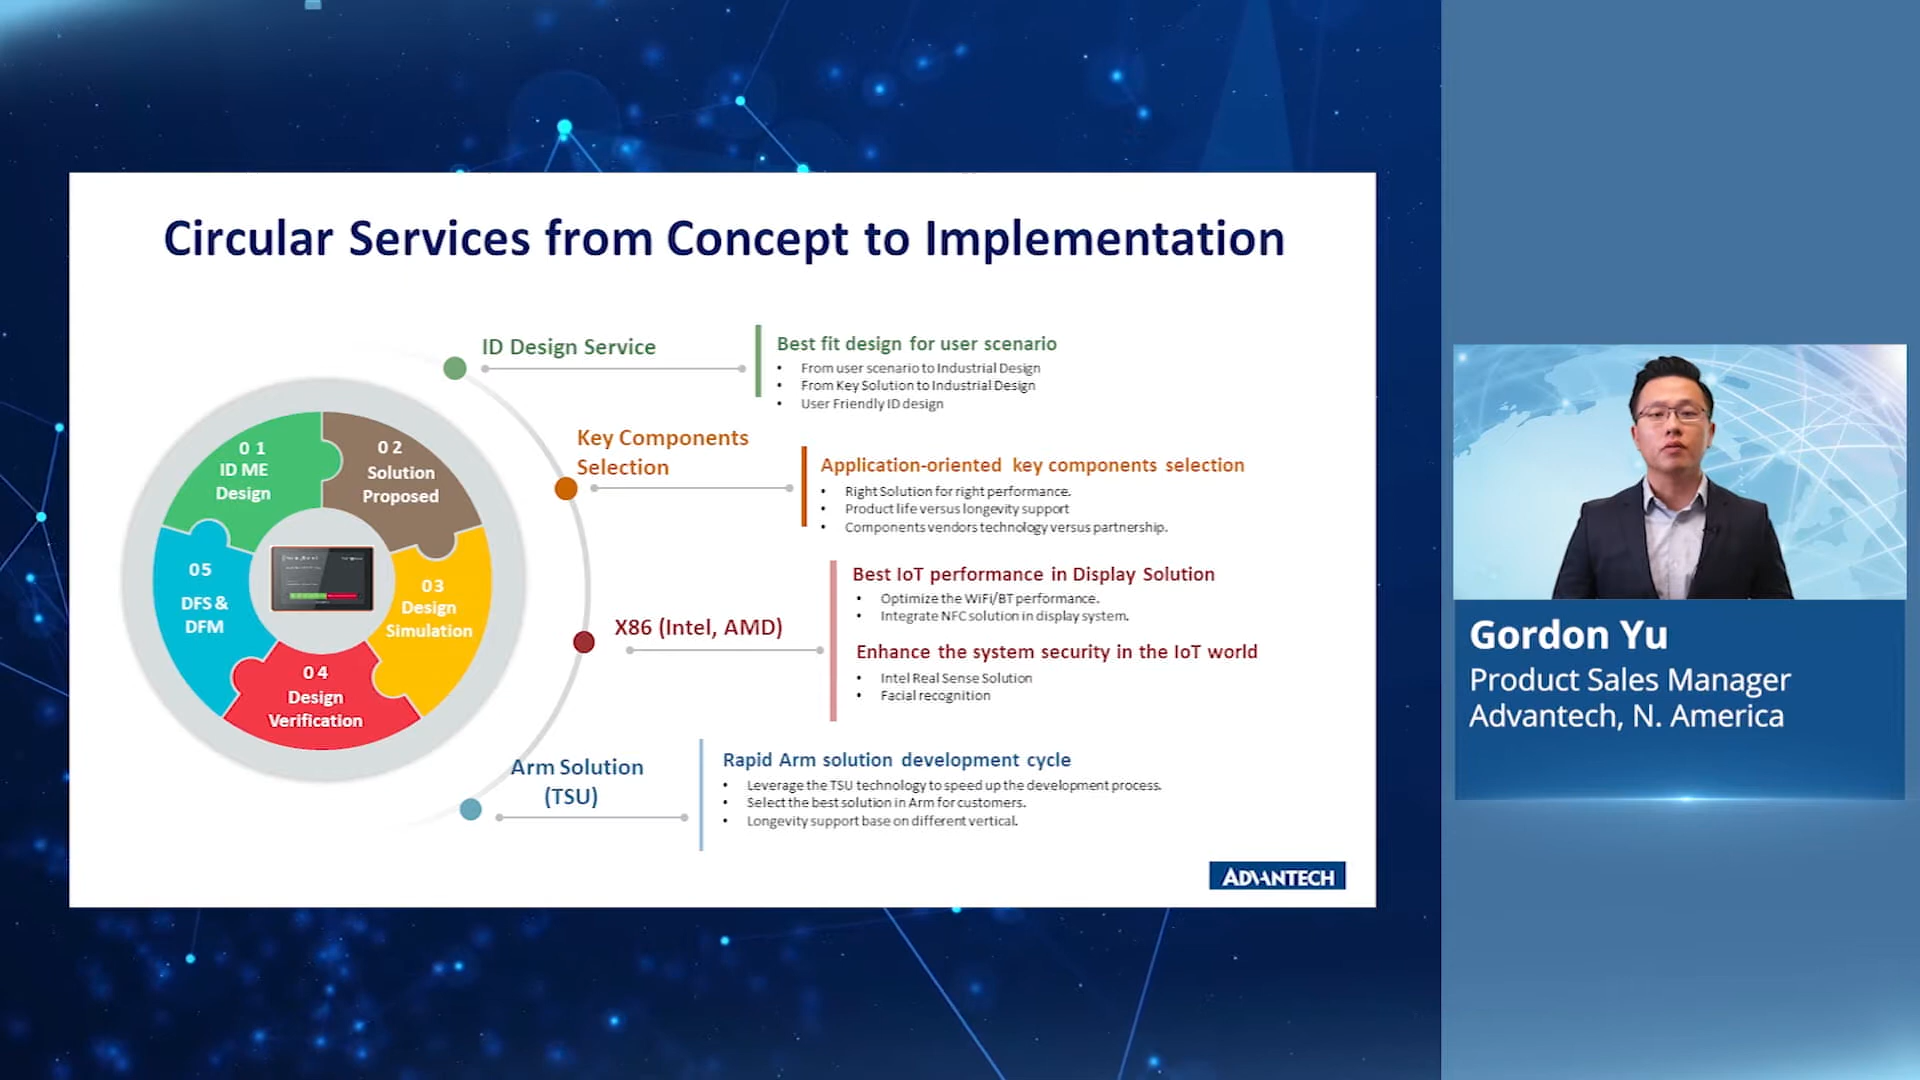 Circular Services from Concept to Implementation
ID Design Service
Best fit design for user scenario
• From user scenario to Industrial Design
• From Key Solution to Industrial Design
• User Friendly ID design
Key Components
Selection
Application-oriented key components selection
• Right Solution for right performance.
• Product life versus longevity support
• Components vendors technology versus partnership.
X86 (Intel, AMD)
Best IoT performance in Display Solution
• Optimize the WiFi/BT performance.
• Integrate NFC solution in display system.
Enhance the system security in the IoT world
• Intel Real Sense Solution
• Facial recognition
Arm Solution
(TSU)
Rapid Arm solution development cycle
• Leverage the TSU technology to speed up the development process.
• Select the best solution in Arm for customers.
• Longevity support base on different vertical.
01
ID ME
Design
02
Solution
Proposed
03
Design
Simulation
04
Design
Verification
05
DFS &
DFM
ADVANTECH
Gordon Yu
Product Sales Manager
Advantech, N. America